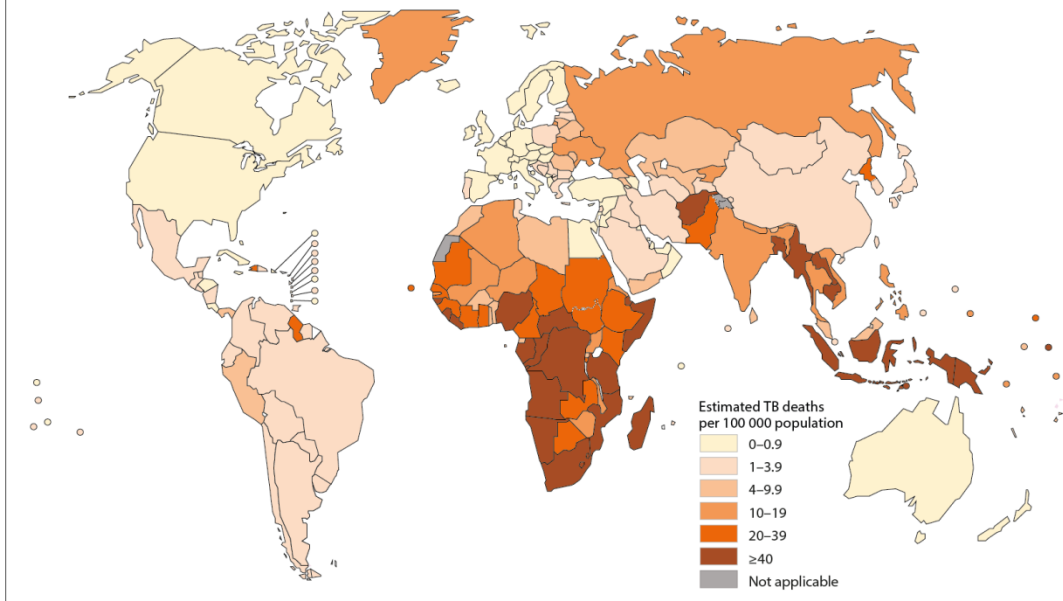 Estimated TB deaths
per 100 000 population
0–0.9
1–3.9
4–9.9
10–19
20–39
≥40
Not applicable